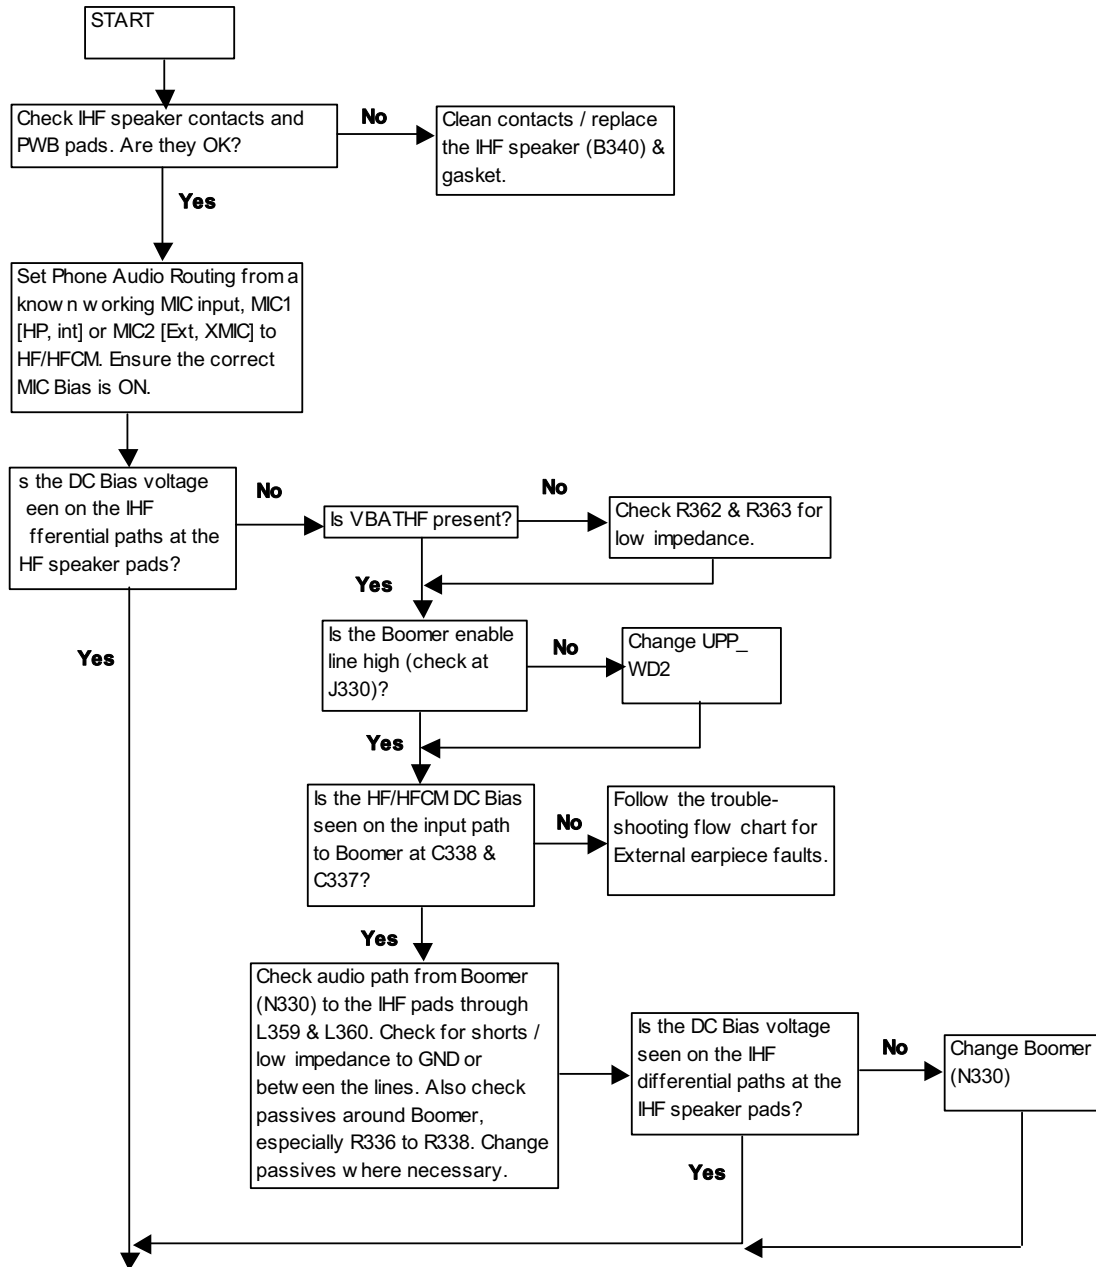 START
Check IHF speaker contacts and
PWB pads. Are they OK?
No
Clean contacts / replace
the IHF speaker (B340) &
gasket.
Yes
Set Phone Audio Routing from a
known working MIC input, MIC1
[HP, int] or MIC2 [Ext, XMIC] to
HF/HFCM. Ensure the correct
MIC Bias is ON.
s the DC Bias voltage
een on the IHF
fferential paths at the
HF speaker pads?
No
Is VBATHF present?
No
Check R362 & R363 for
low impedance.
Yes
Yes
Is the Boomer enable
line high (check at
J330)?
No
Change UPP_
WD2
Yes
Is the HF/HFCM DC Bias
seen on the input path
to Boomer at C338 &
C337?
No
Follow the trouble-
shooting flow chart for
External earpiece faults.
Yes
Check audio path from Boomer
(N330) to the IHF pads through
L359 & L360. Check for shorts /
low impedance to GND or
between the lines. Also check
passives around Boomer,
especially R336 to R338. Change
passives where necessary.
Is the DC Bias voltage
seen on the IHF
differential paths at the
IHF speaker pads?
No
Change Boomer
(N330)
Yes